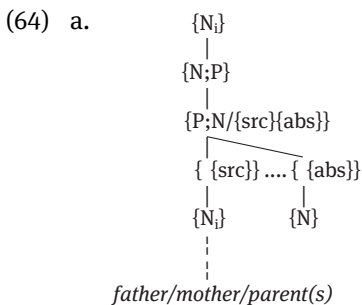 (64) a. {Nᵢ}
{N;P}
{P;N/{src}{abs}}
{ {src}} .... { {abs}}
{Nᵢ} {N}
father/mother/parent(s)